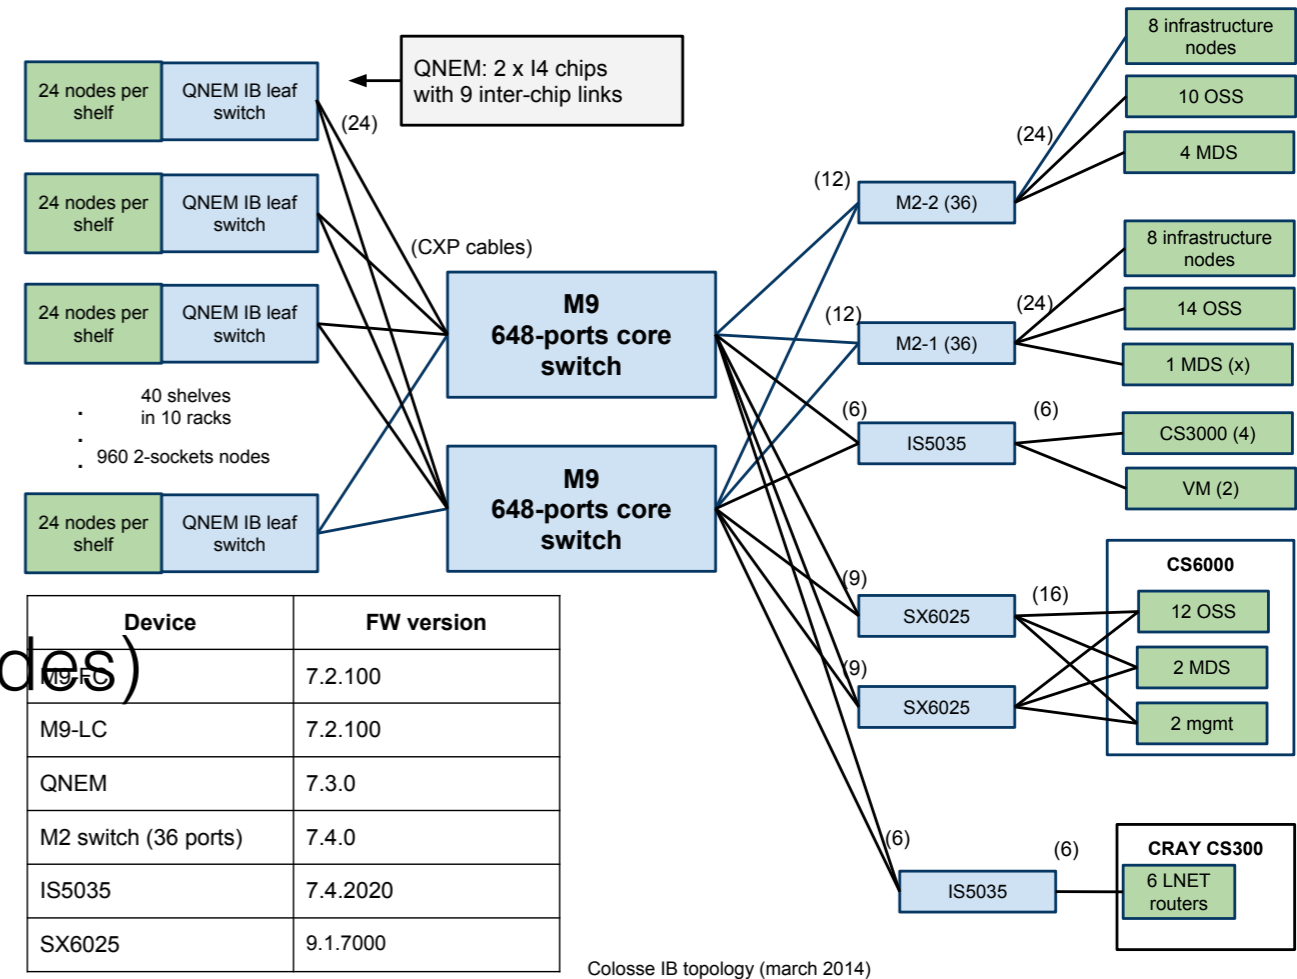 24 nodes per
shelf
QNEM IB leaf
switch
QNEM: 2 x I4 chips
with 9 inter-chip links
(24)
24 nodes per
shelf
QNEM IB leaf
switch
(CXP cables)
24 nodes per
shelf
QNEM IB leaf
switch
40 shelves
in 10 racks
.
.
.
960 2-sockets nodes
24 nodes per
shelf
QNEM IB leaf
switch
M9
648-ports core
switch
M9
648-ports core
switch
(12)
M2-2 (36)
(24)
8 infrastructure
nodes
10 OSS
4 MDS
(12)
M2-1 (36)
(24)
8 infrastructure
nodes
14 OSS
1 MDS (x)
(6)
IS5035
(6)
CS3000 (4)
VM (2)
(9)
SX6025
(16)
(9)
SX6025
CS6000
12 OSS
2 MDS
2 mgmt
(6)
IS5035
(6)
CRAY CS300
6 LNET
routers
des)
Device FW version
M9-FC 7.2.100
M9-LC 7.2.100
QNEM 7.3.0
M2 switch (36 ports) 7.4.0
IS5035 7.4.2020
SX6025 9.1.7000
Colosse IB topology (march 2014)